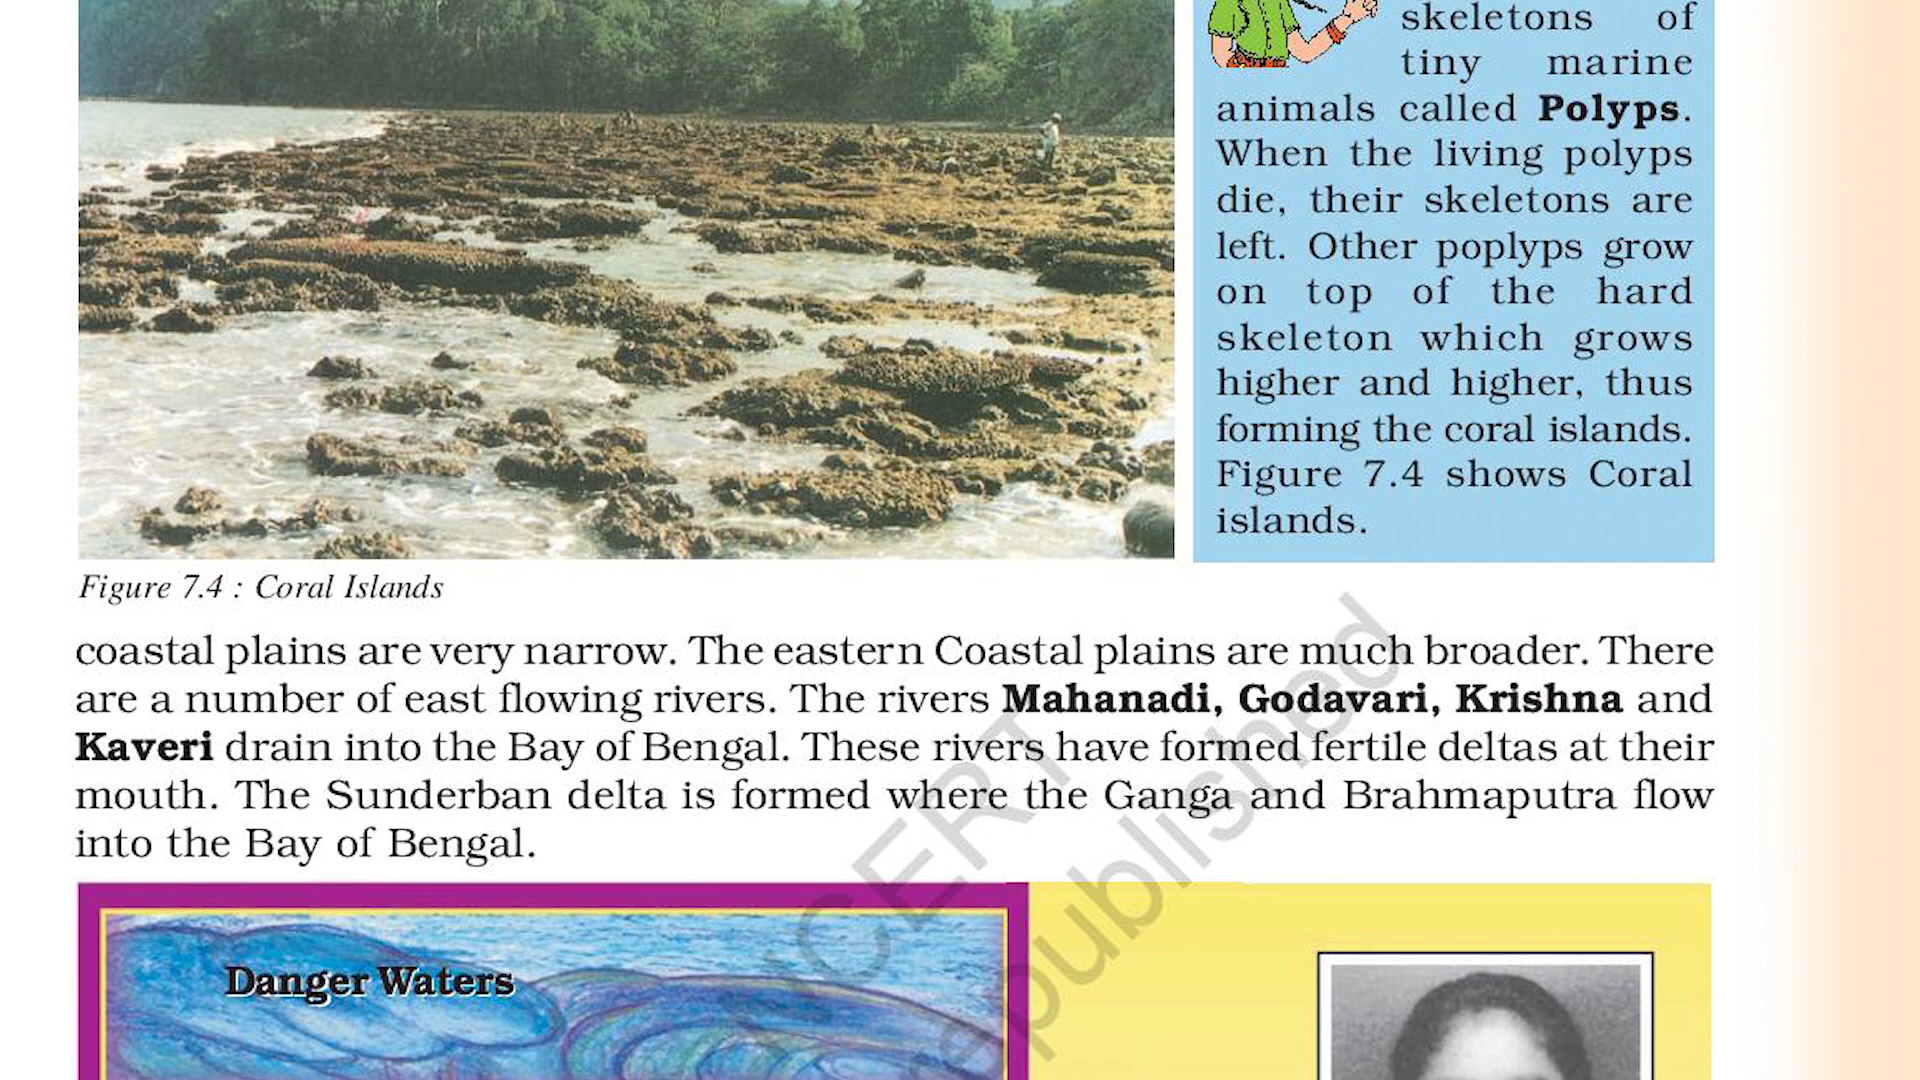 skeletons of
tiny marine
animals called Polyps.
When the living polyps
die, their skeletons are
left. Other poplyps grow
on top of the hard
skeleton which grows
higher and higher, thus
forming the coral islands.
Figure 7.4 shows Coral
islands.
Figure 7.4 : Coral Islands
coastal plains are very narrow. The eastern Coastal plains are much broader. There
are a number of east flowing rivers. The rivers Mahanadi, Godavari, Krishna and
Kaveri drain into the Bay of Bengal. These rivers have formed fertile deltas at their
mouth. The Sunderban delta is formed where the Ganga and Brahmaputra flow
into the Bay of Bengal.
Danger Waters